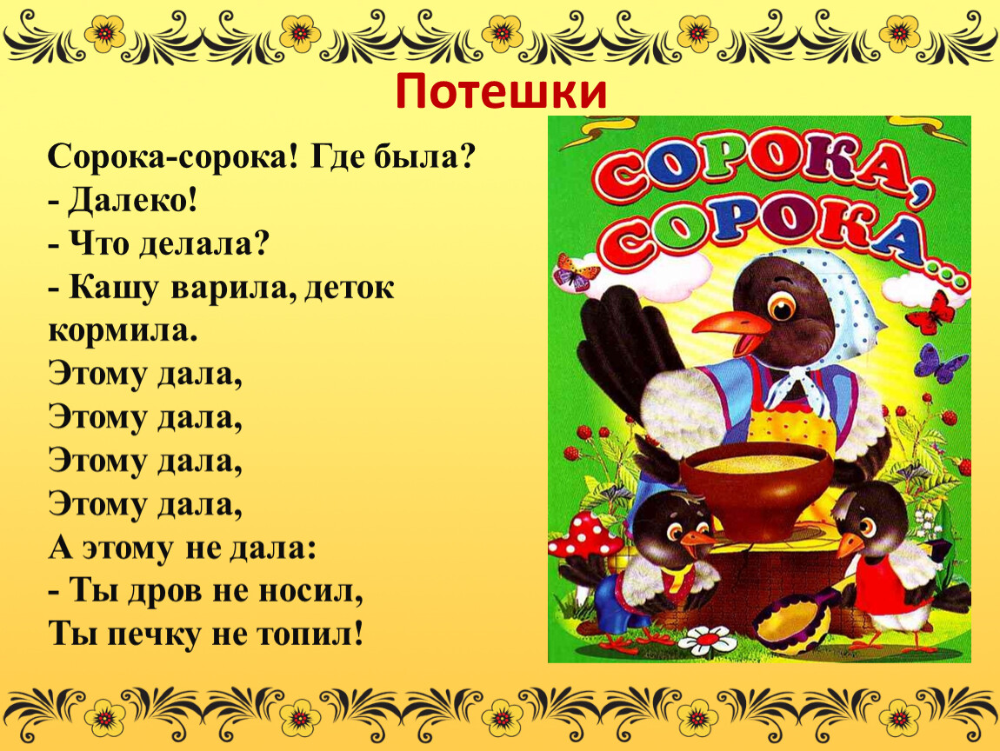 Потешки
Сорока-сорока! Где была?
- Далеко!
- Что делала?
- Кашу варила, деток
кормила.
Этому дала,
Этому дала,
Этому дала,
Этому дала,
А этому не дала:
- Ты дров не носил,
Ты печку не топил!
СОРОКА,
СОРОКА...